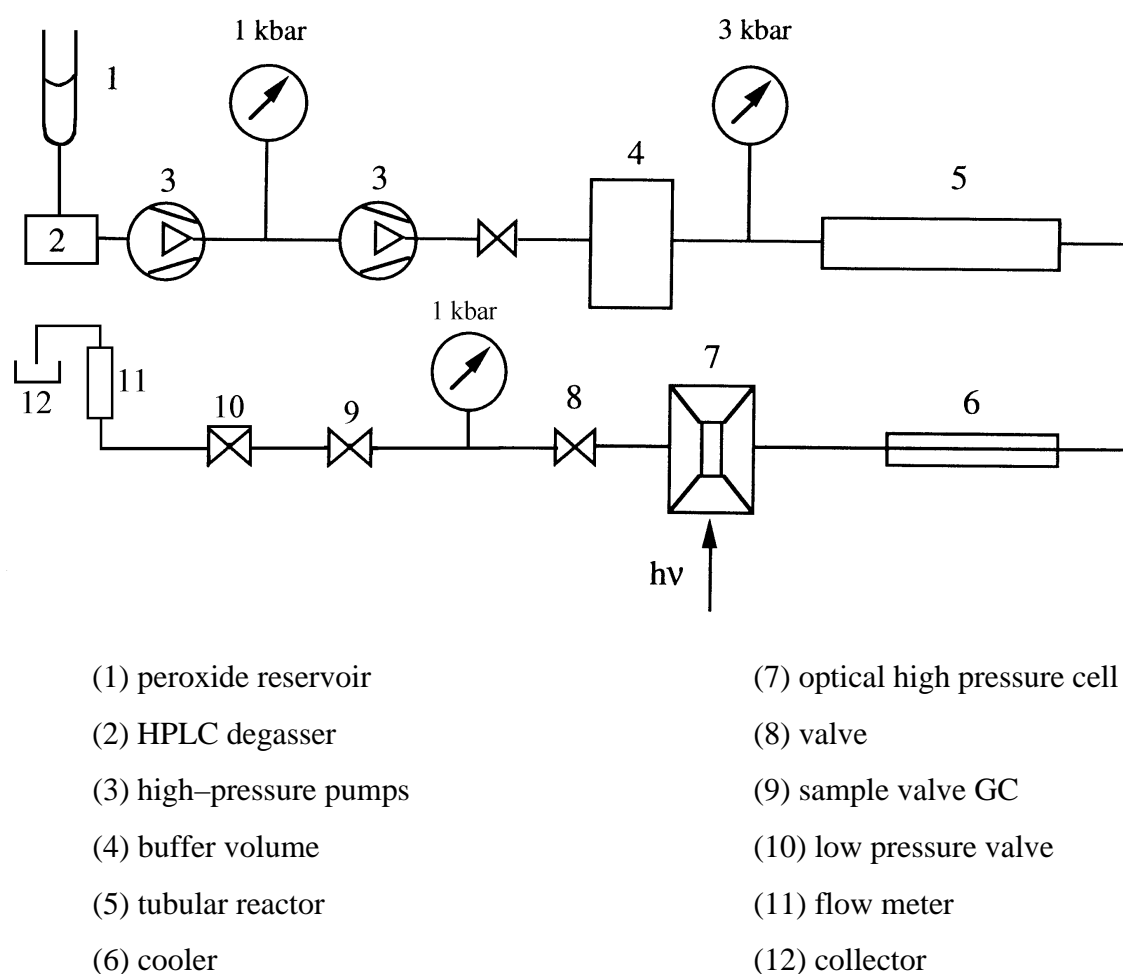 1 kbar
3 kbar
1
3
3
4
5
2
1 kbar
7
8
6
11
12
10
9
hν
(1) peroxide reservoir
(2) HPLC degasser
(3) high–pressure pumps
(4) buffer volume
(5) tubular reactor
(6) cooler
(7) optical high pressure cell
(8) valve
(9) sample valve GC
(10) low pressure valve
(11) flow meter
(12) collector